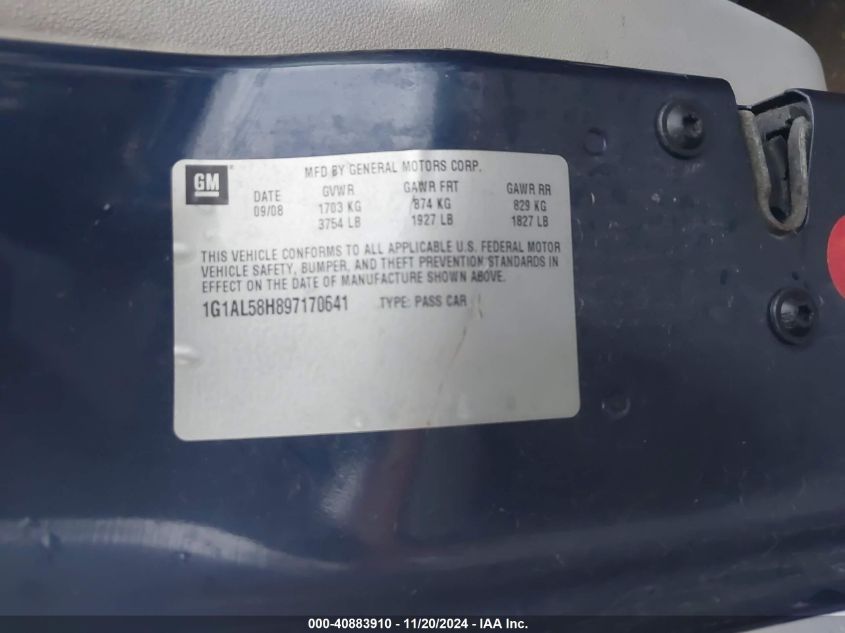 GM
MFD BY GENERAL MOTORS CORP.
DATE GVWR GAWR FRT GAWR RR
09/08 1703 KG 874 KG 829 KG
3754 LB 1927 LB 1827 LB
THIS VEHICLE CONFORMS TO ALL APPLICABLE U.S. FEDERAL MOTOR
VEHICLE SAFETY, BUMPER, AND THEFT PREVENTION STANDARDS IN
EFFECT ON THE DATE OF MANUFACTURE SHOWN ABOVE.
1G1AL58H897170641 TYPE: PASS CAR
000-40883910 - 11/20/2024 - IAA Inc.